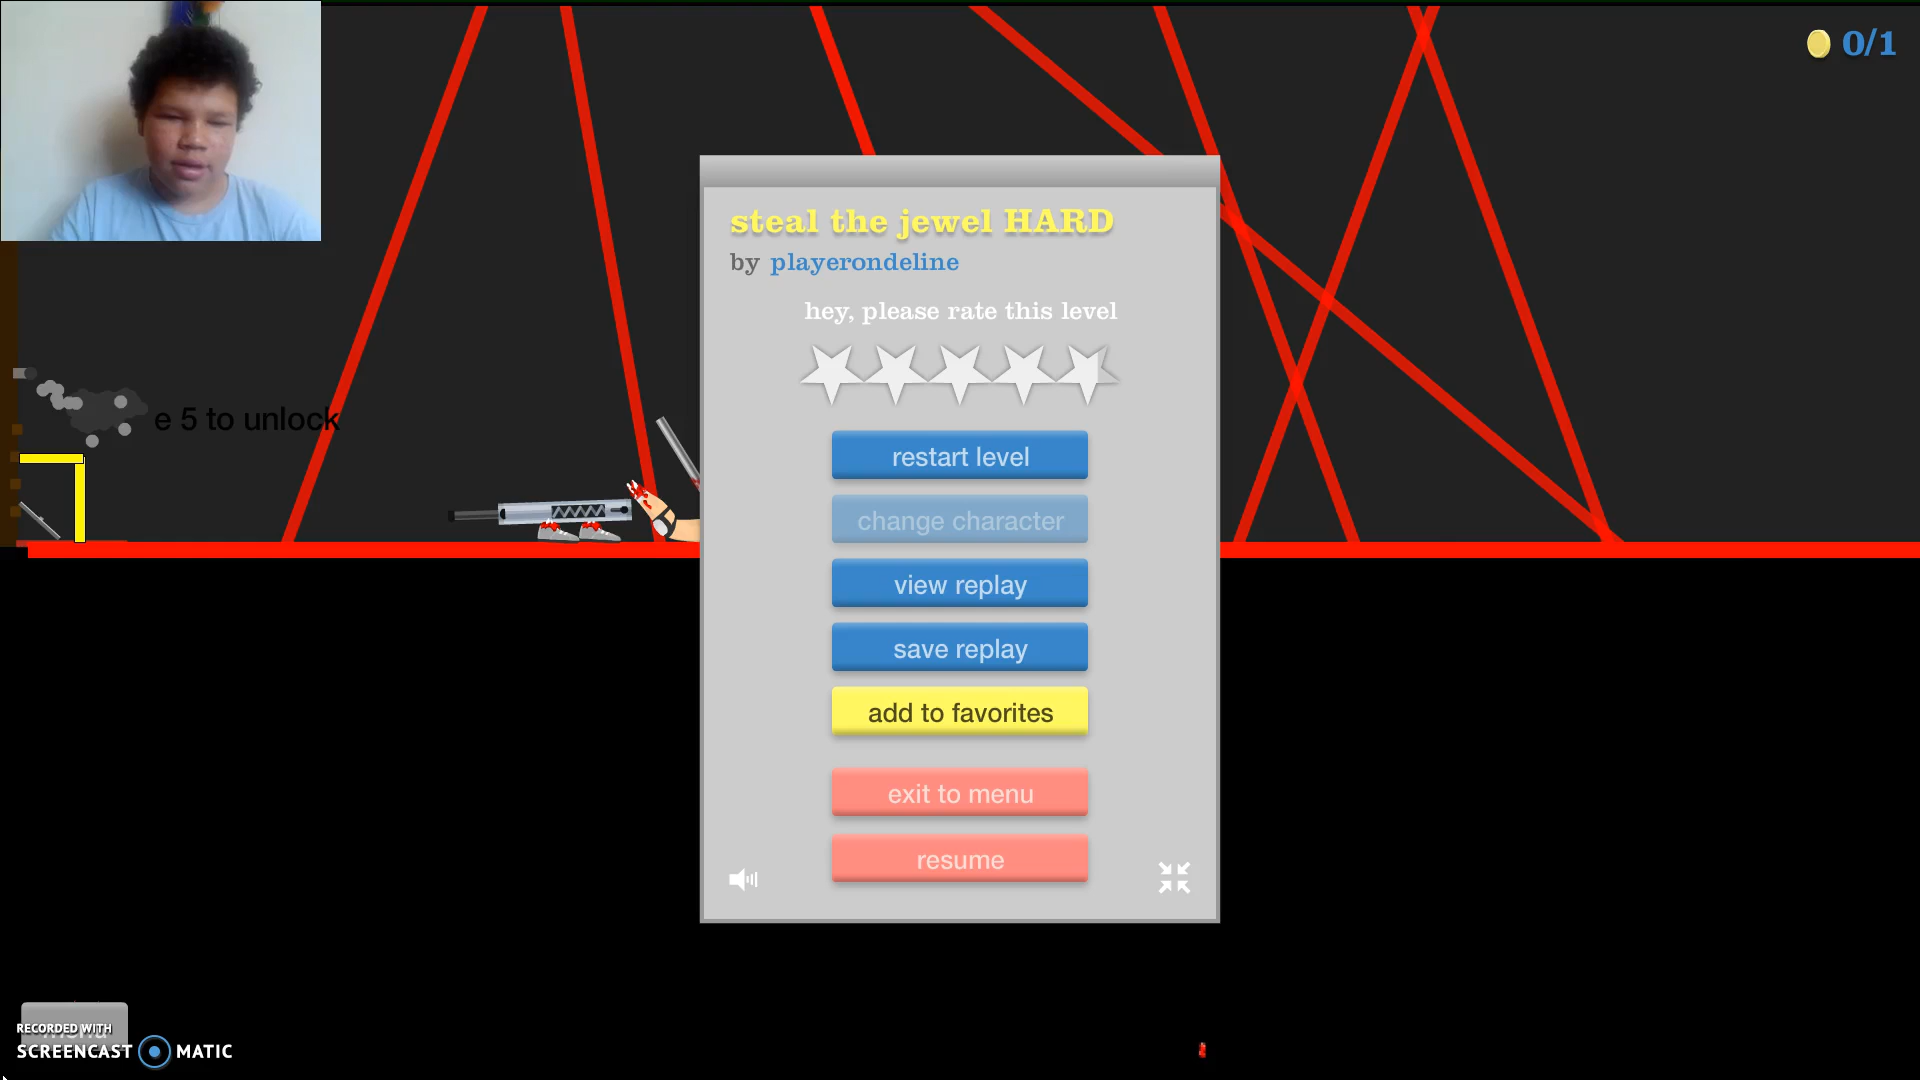 0/1
steal the jewel HARD
by playerondeline
hey, please rate this level
e 5 to unlock
restart level
change character
view replay
save replay
add to favorites
exit to menu
resume
menu
RECORDED WITH
SCREENCAST MATIC